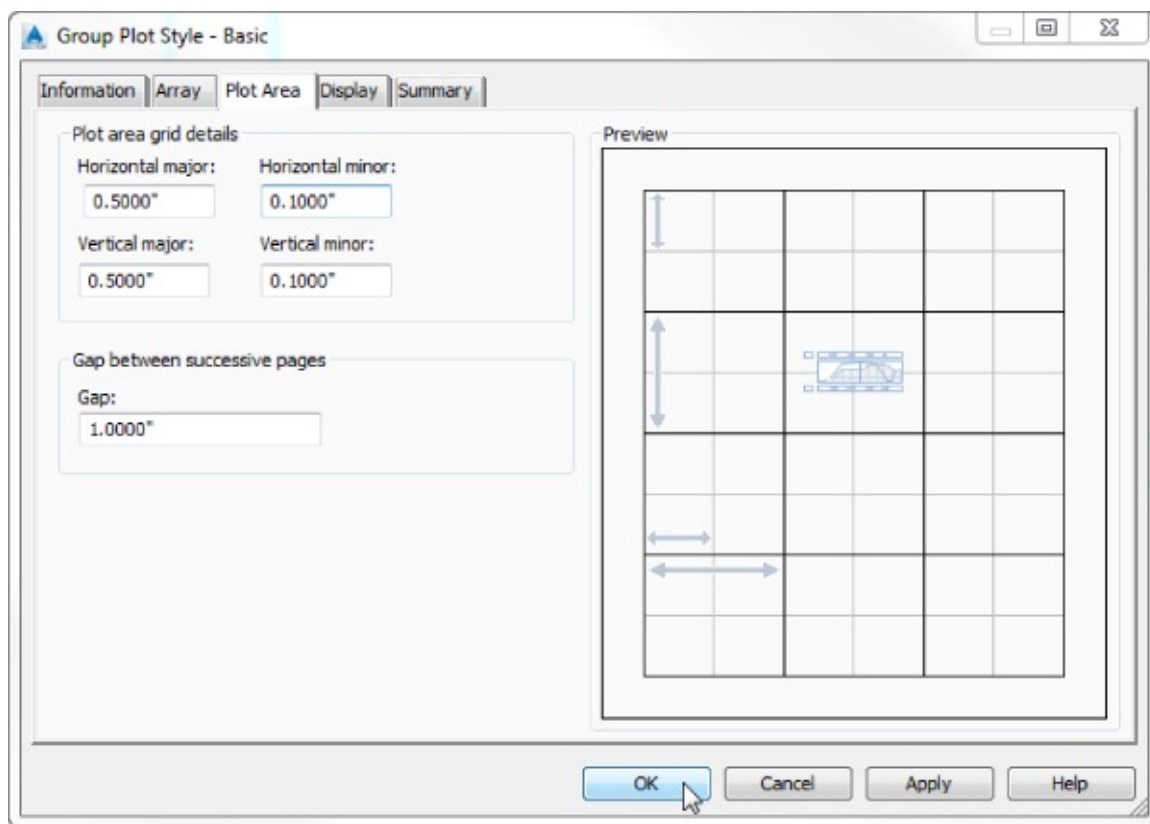 Group Plot Style - Basic
Information Array Plot Area Display Summary
Plot area grid details
Horizontal major: Horizontal minor:
0.5000" 0.1000"
Vertical major: Vertical minor:
0.5000" 0.1000"
Gap between successive pages
Gap:
1.0000"
Preview
OK Cancel Apply Help